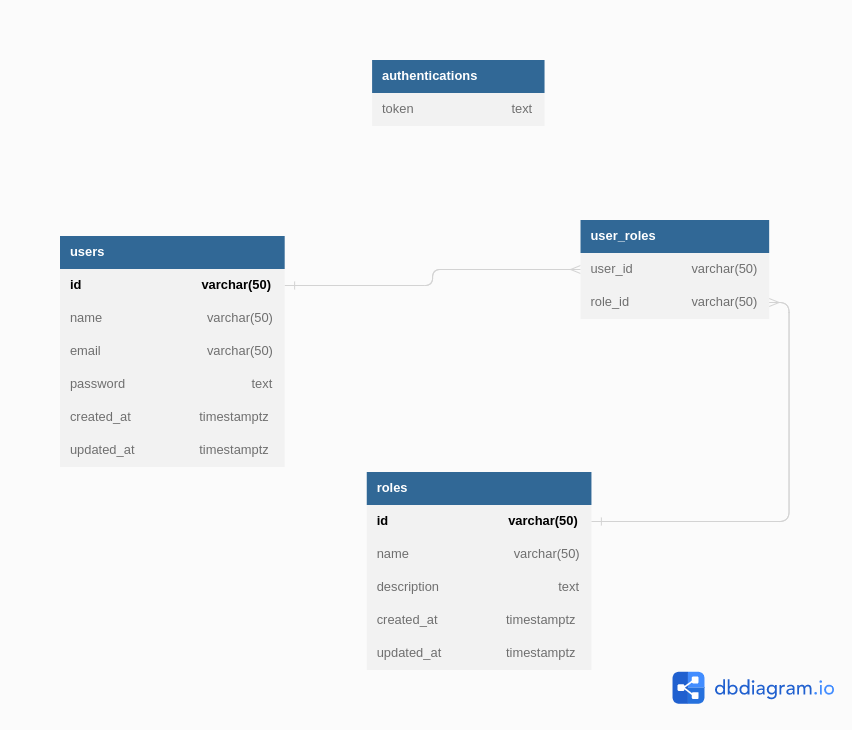 authentications
token text
users
id varchar(50)
name varchar(50)
email varchar(50)
password text
created_at timestamptz
updated_at timestamptz
user_roles
user_id varchar(50)
role_id varchar(50)
roles
id varchar(50)
name varchar(50)
description text
created_at timestamptz
updated_at timestamptz
dbdiagram.io